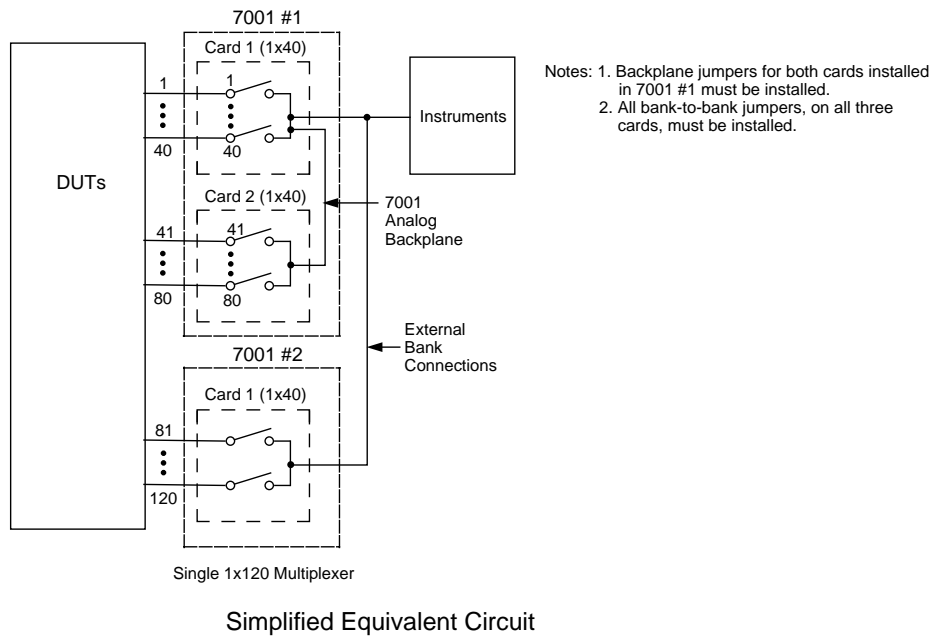 7001 #1
Card 1 (1x40)
1
1
40
40
Instruments
Notes: 1. Backplane jumpers for both cards installed
in 7001 #1 must be installed.
2. All bank-to-bank jumpers, on all three
cards, must be installed.
DUTs
Card 2 (1x40)
41
41
80
80
7001
Analog
Backplane
External
Bank
Connections
7001 #2
Card 1 (1x40)
81
120
Single 1x120 Multiplexer
Simplified Equivalent Circuit